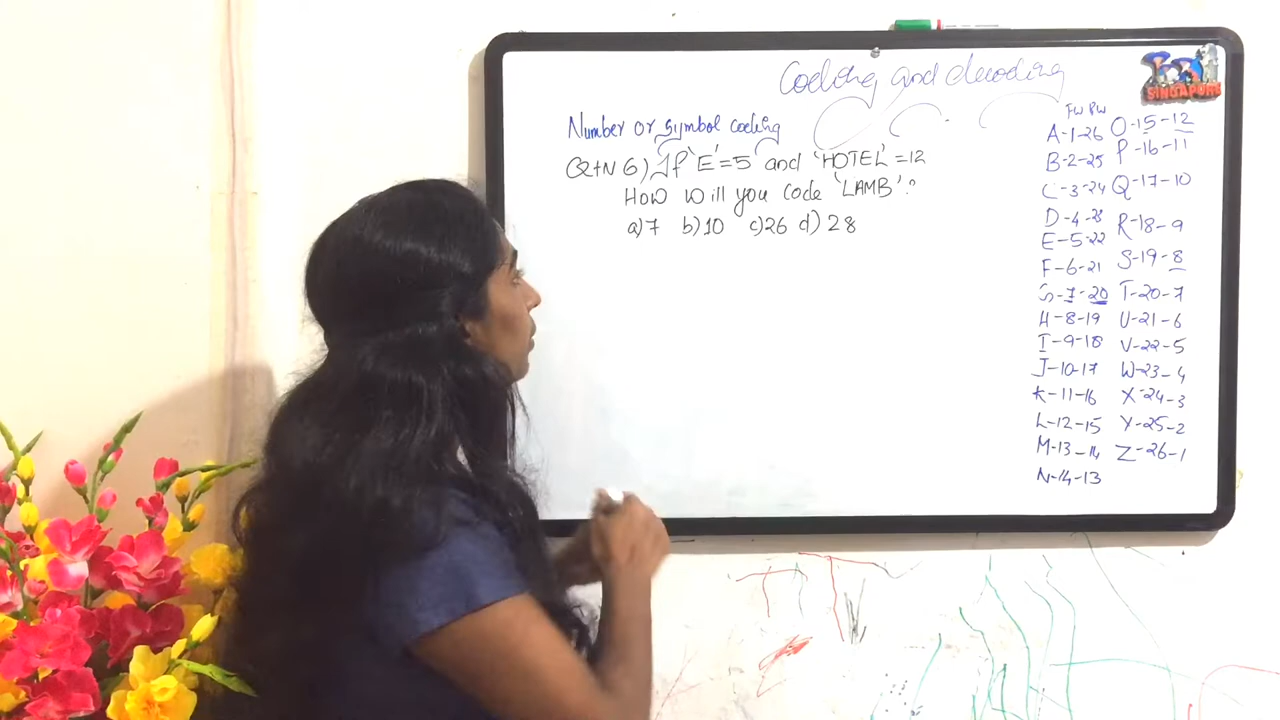 Coding and decoding
Number or symbol coding
QTN 6) If 'E'=5 and 'HOTEL'=12
How will you code 'LAMB'?
a)7 b)10 c)26 d)28
FW BW
A-1-26
B-2-25
C-3-24
D-4-23
E-5-22
F-6-21
G-7-20
H-8-19
I-9-18
J-10-17
K-11-16
L-12-15
M-13-14
N-14-13
O-15-12
P-16-11
Q-17-10
R-18-9
S-19-8
T-20-7
U-21-6
V-22-5
W-23-4
X-24-3
Y-25-2
Z-26-1
SINGAPORE